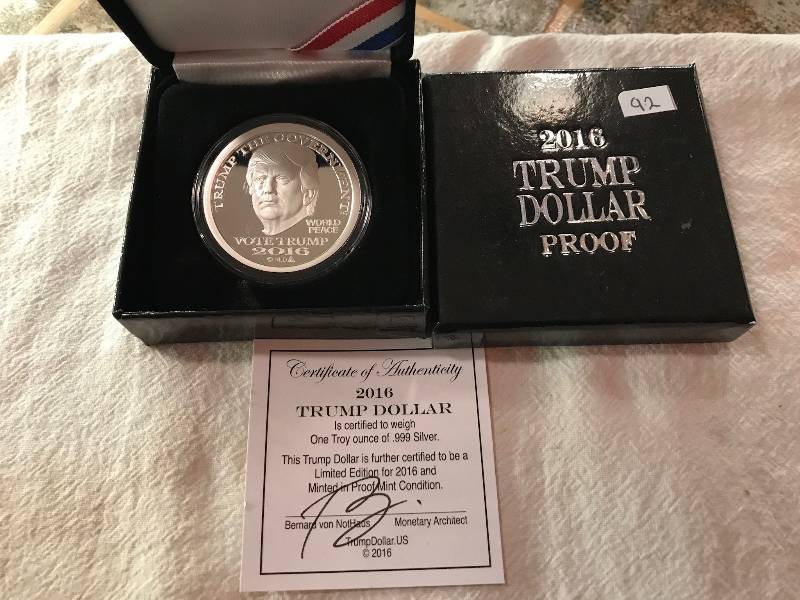 TRUMP THE GOVERNMENT
WORLD
PEACE
VOTE TRUMP
2016
92
2016
TRUMP
DOLLAR
PROOF
Certificate of Authenticity
2016
TRUMP DOLLAR
Is certified to weigh
One Troy ounce of .999 Silver.
This Trump Dollar is further certified to be a
Limited Edition for 2016 and
Minted in Proof Mint Condition.
Bernard von NotHaus Monetary Architect
TrumpDollar.US
© 2016